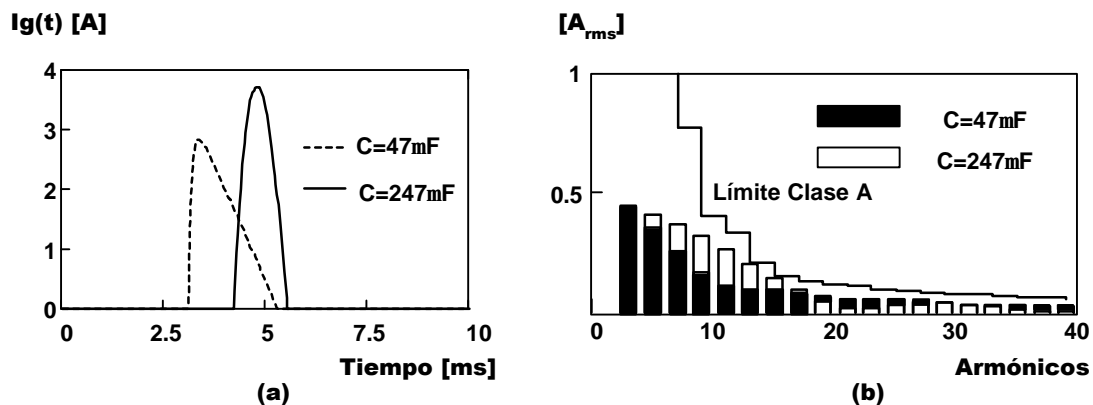 Ig(t) [A]
4
3
2
1
0
0
2.5
5
7.5
10
C=47mF
C=247mF
Tiempo [ms]
(a)
[Arms]
1
0.5
0
10
20
30
40
C=47mF
C=247mF
Límite Clase A
Armónicos
(b)